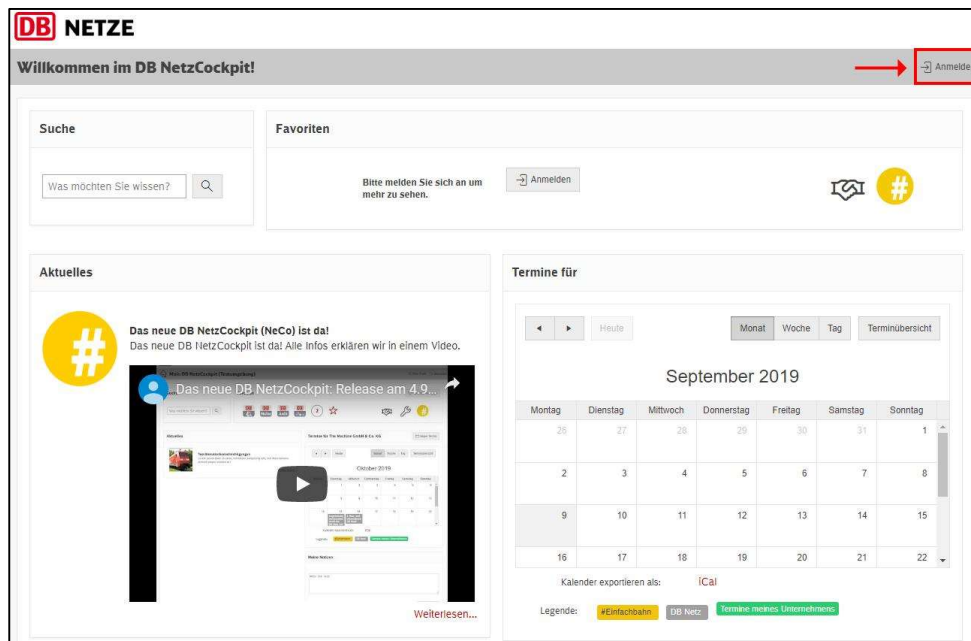 DB NETZE
Willkommen im DB NetzCockpit!
Anmelde
Suche
Favoriten
Was möchten Sie wissen?
Bitte melden Sie sich an um
mehr zu sehen.
Anmelden
#
Aktuelles
Termine für
#
Das neue DB NetzCockpit (NeCo) ist da!
Das neue DB NetzCockpit ist da! Alle Infos erklären wir in einem Video.
Das neue DB NetzCockpit: Release am 4.9...
Oktober 2019
Weiterlesen...
Heute
Monat Woche Tag Terminübersicht
September 2019
Montag Dienstag Mittwoch Donnerstag Freitag Samstag Sonntag
26 27 28 29 30 31 1
2 3 4 5 6 7 8
9 10 11 12 13 14 15
16 17 18 19 20 21 22
Kalender exportieren als: iCal
Legende: #Einfachbahn DB Netz Termine meines Unternehmens